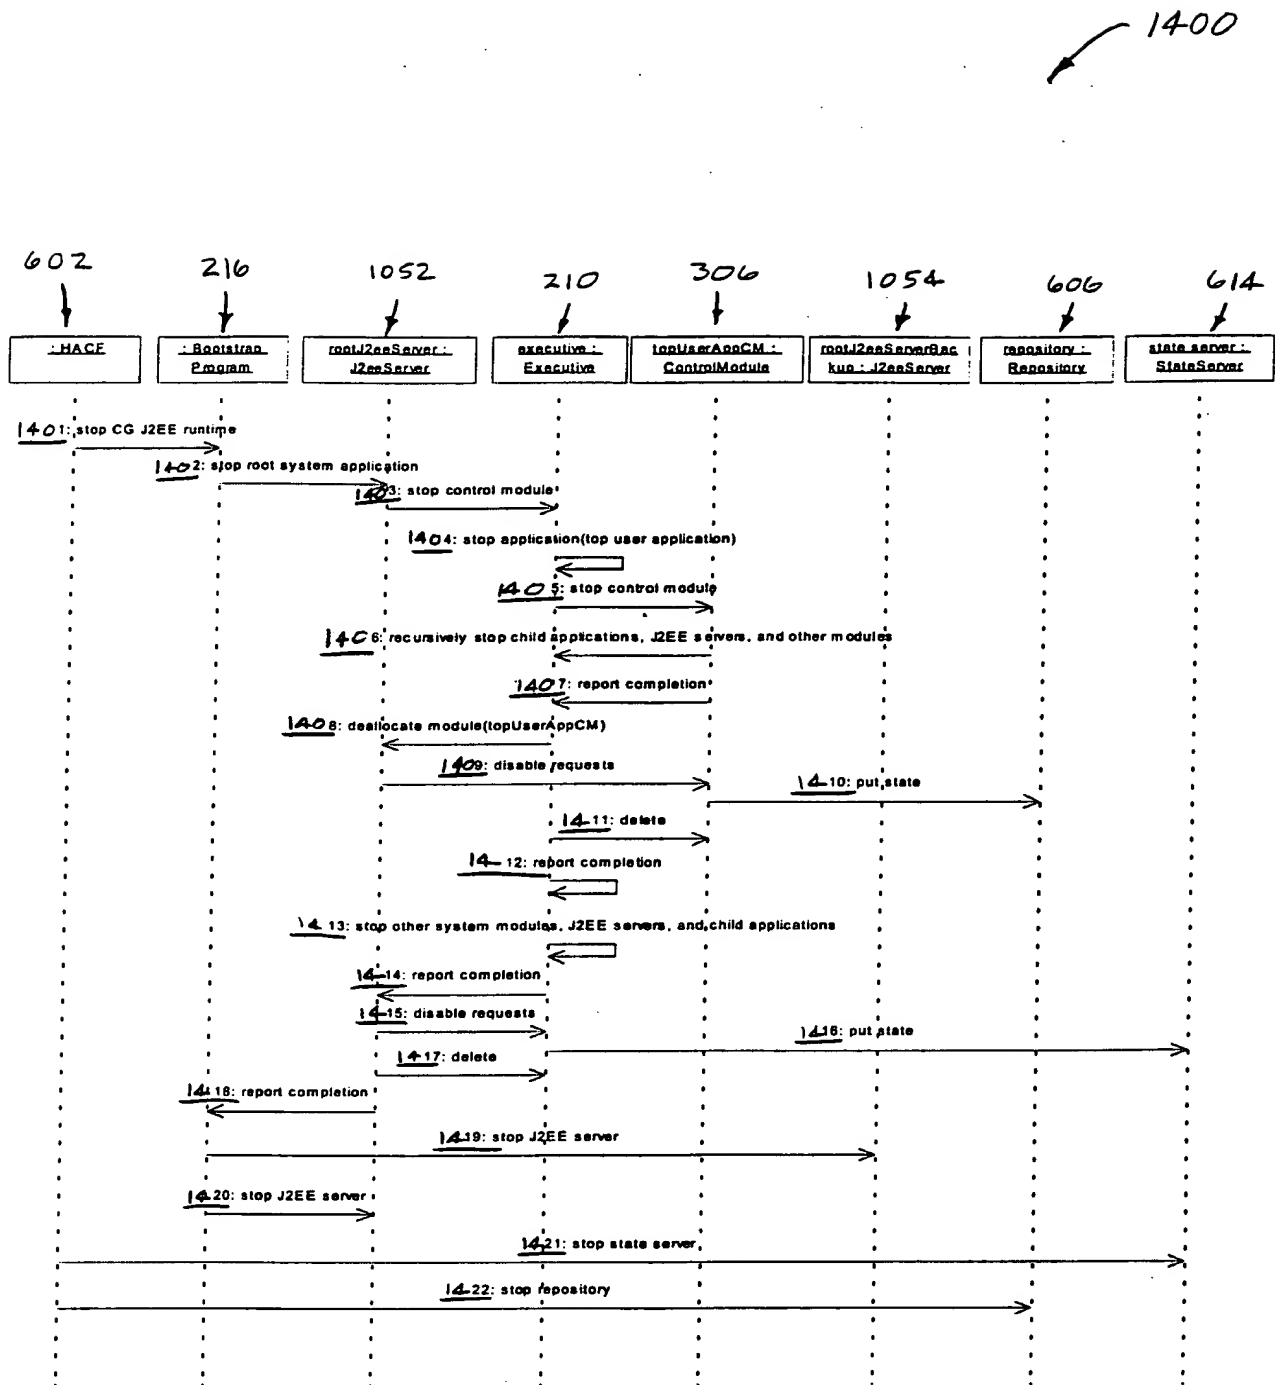 1400
602
216
1052
210
306
1054
606
614
: HACF
: Bootstrap
Program
rootJ2eeServer :
J2eeServer
executive :
Executive
topUserAppCM :
ControlModule
rootJ2eeServerBac
kup : J2eeServer
repository :
Repository
state server :
StateServer
1401: stop CG J2EE runtime
1402: stop root system application
1403: stop control module
1404: stop application(top user application)
1405: stop control module
1406: recursively stop child applications, J2EE servers, and other modules
1407: report completion
1408: deallocate module(topUserAppCM)
1409: disable requests
1410: put state
1411: delete
1412: report completion
1413: stop other system modules, J2EE servers, and child applications
1414: report completion
1415: disable requests
1416: put state
1417: delete
1418: report completion
1419: stop J2EE server
1420: stop J2EE server
1421: stop state server
1422: stop repository